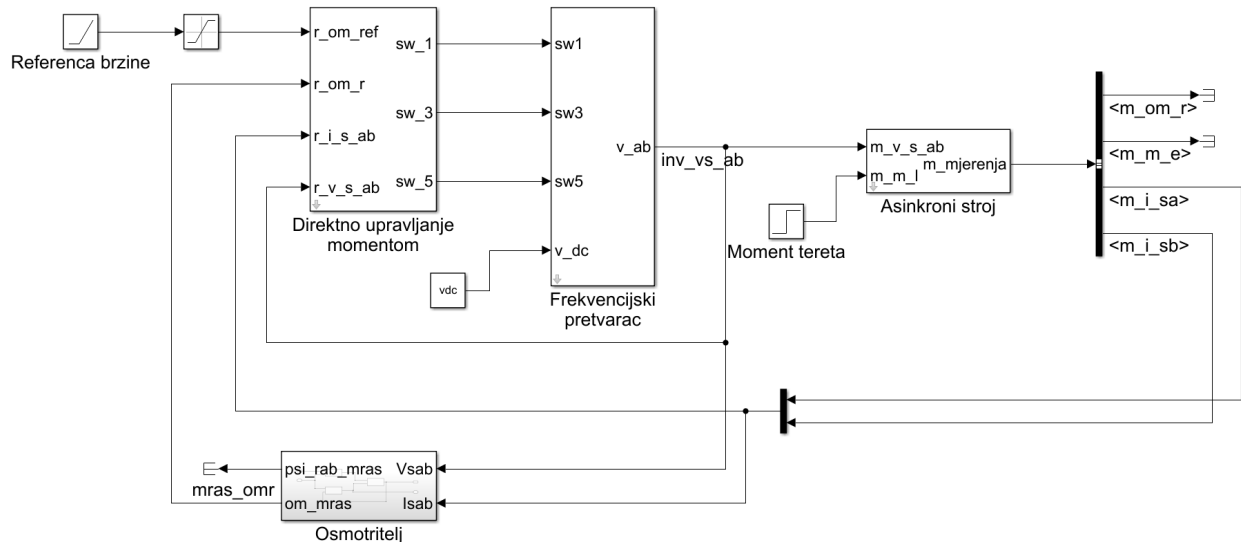 Referenca brzine
r_om_ref
r_om_r
r_i_s_ab
r_v_s_ab
sw_1
sw_3
sw_5
Direktno upravljanje
momentom
sw1
sw3
sw5
v_dc
v_ab
Frekvencijski
pretvarac
vdc
inv_vs_ab
Moment tereta
m_v_s_ab
m_m_l
m_mjerenja
Asinkroni stroj
<m_om_r>
<m_m_e>
<m_i_sa>
<m_i_sb>
psi_rab_mras
om_mras
Vsab
Isab
mras_omr
Osmotritelj